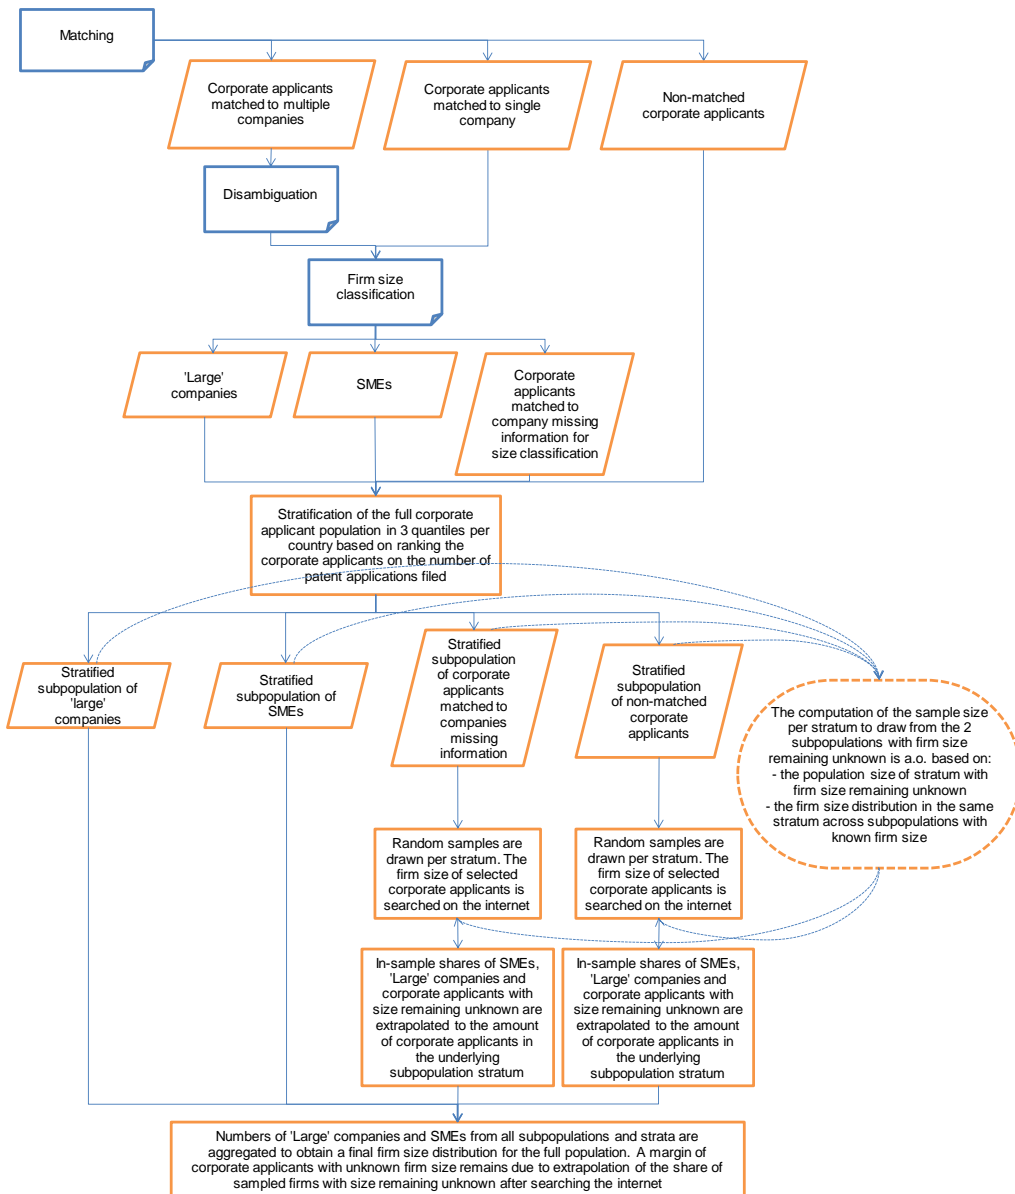 Matching
Corporate applicants
matched to multiple
companies
Corporate applicants
matched to single
company
Non-matched
corporate applicants
Disambiguation
Firm size
classification
'Large'
companies
SMEs
Corporate
applicants
matched to
company missing
information for
size classification
Stratification of the full corporate
applicant population in 3 quantiles per
country based on ranking the
corporate applicants on the number of
patent applications filed
Stratified
subpopulation of
'large'
companies
Stratified
subpopulation of
SMEs
Stratified
subpopulation
of corporate
applicants
matched to
companies
missing
information
Stratified
subpopulation
of non-matched
corporate
applicants
The computation of the sample size
per stratum to draw from the 2
subpopulations with firm size
remaining unknown is a.o. based on:
- the population size of stratum with
firm size remaining unknown
- the firm size distribution in the same
stratum across subpopulations with
known firm size
Random samples are
drawn per stratum. The
firm size of selected
corporate applicants is
searched on the internet
Random samples are
drawn per stratum. The
firm size of selected
corporate applicants is
searched on the internet
In-sample shares of SMEs,
'Large' companies and
corporate applicants with
size remaining unknown are
extrapolated to the amount
of corporate applicants in
the underlying
subpopulation stratum
In-sample shares of SMEs,
'Large' companies and
corporate applicants with
size remaining unknown are
extrapolated to the amount
of corporate applicants in
the underlying
subpopulation stratum
Numbers of 'Large' companies and SMEs from all subpopulations and strata are
aggregated to obtain a final firm size distribution for the full population. A margin of
corporate applicants with unknown firm size remains due to extrapolation of the share of
sampled firms with size remaining unknown after searching the internet